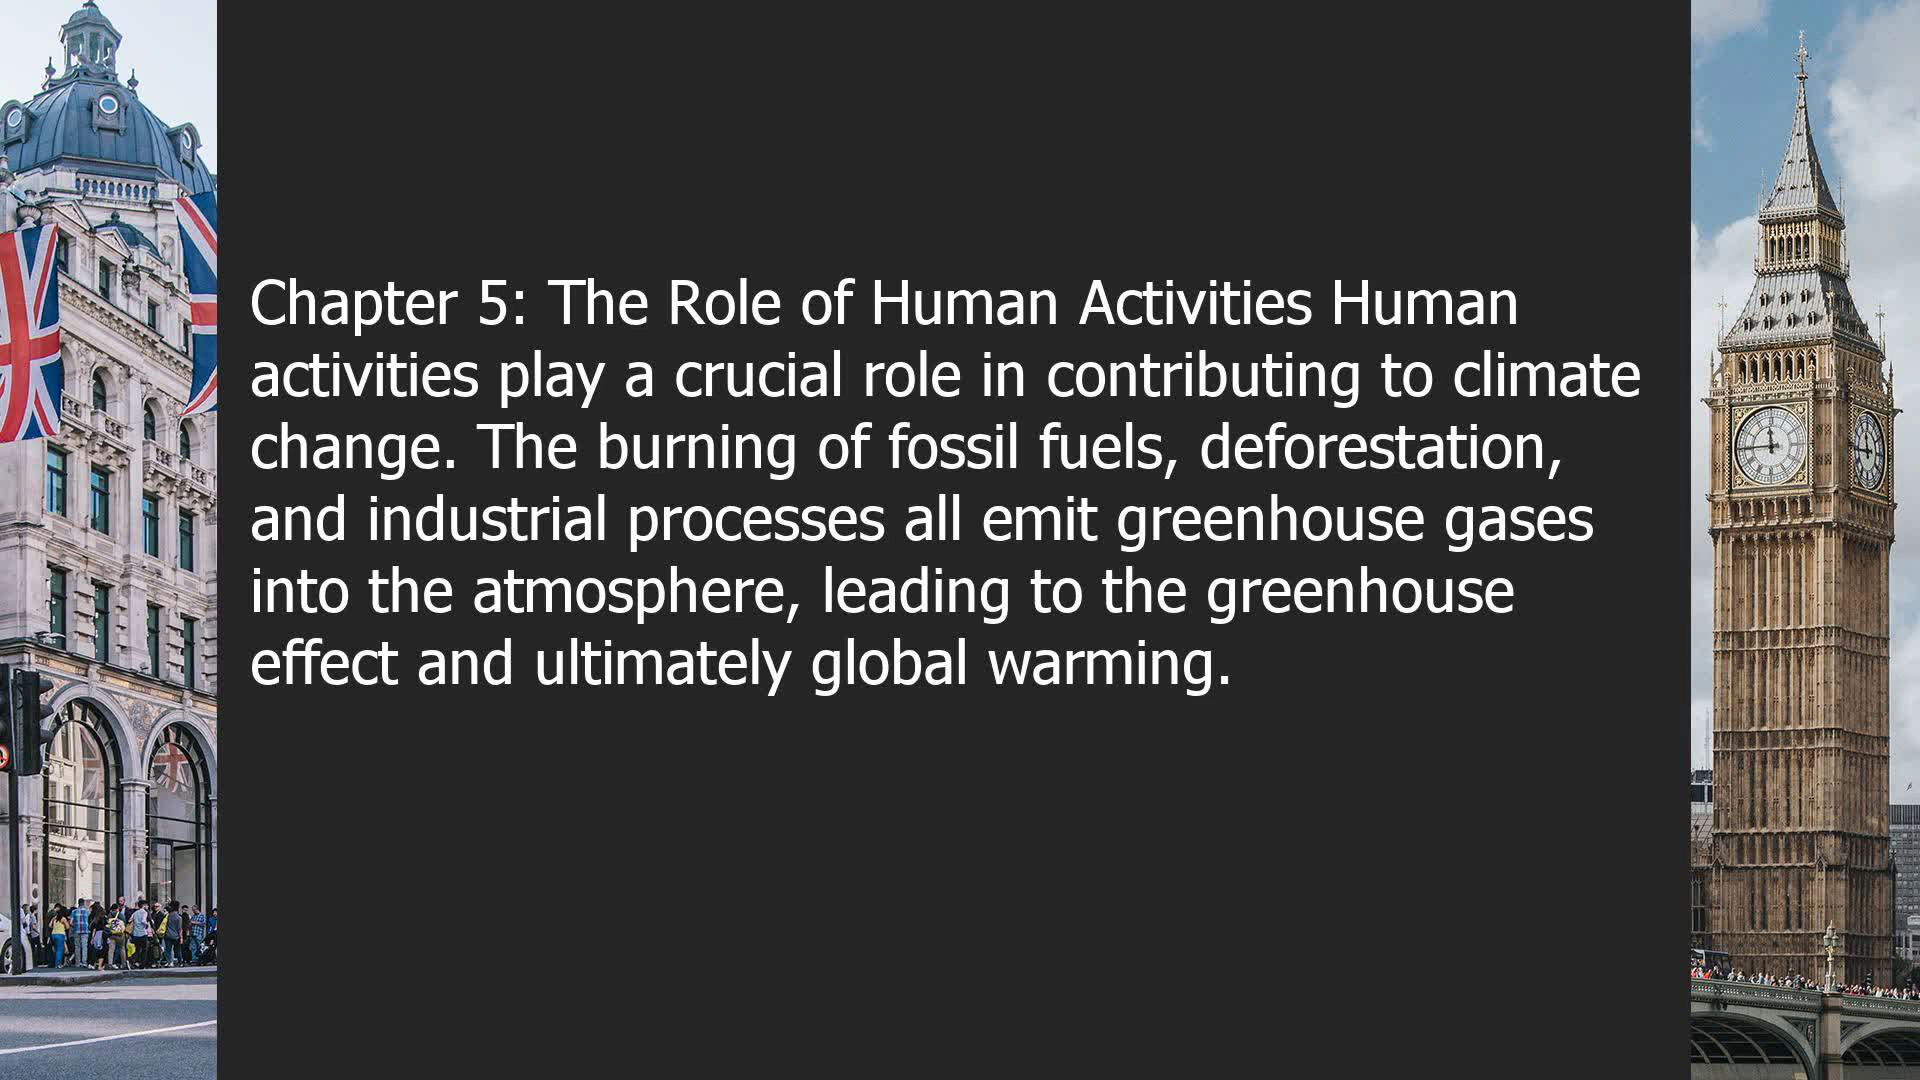 Chapter 5: The Role of Human Activities Human
activities play a crucial role in contributing to climate
change. The burning of fossil fuels, deforestation,
and industrial processes all emit greenhouse gases
into the atmosphere, leading to the greenhouse
effect and ultimately global warming.